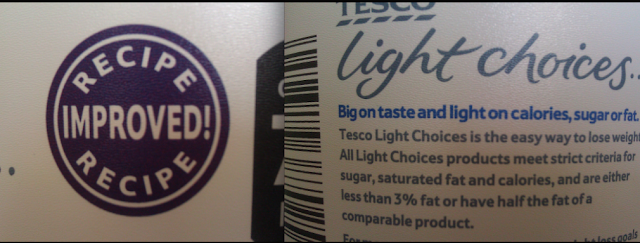 RECIPE
IMPROVED!
RECIPE
TESCO
light choices.
Big on taste and light on calories, sugar or fat.
Tesco Light Choices is the easy way to lose weight
All Light Choices products meet strict criteria for
sugar, saturated fat and calories, and are either
less than 3% fat or have half the fat of a
comparable product.